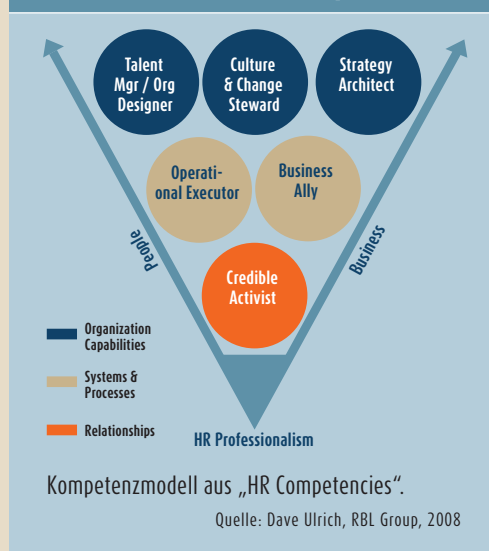 Talent
Mgr / Org
Designer
Culture
& Change
Steward
Strategy
Architect
Operati-
onal Executor
Business
Ally
People
Business
Credible
Activist
Organization
Capabilities
Systems &
Processes
Relationships
HR Professionalism
Kompetenzmodell aus „HR Competencies“.
Quelle: Dave Ulrich, RBL Group, 2008